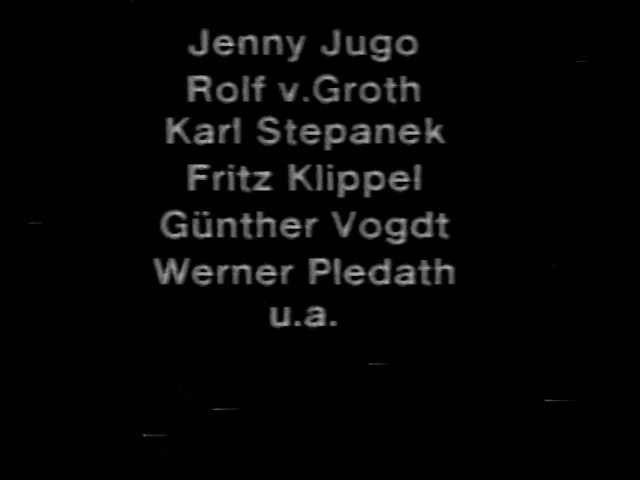 Jenny Jugo
Rolf v.Groth
Karl Stepanek
Fritz Klippel
Günther Vogdt
Werner Pledath
u.a.